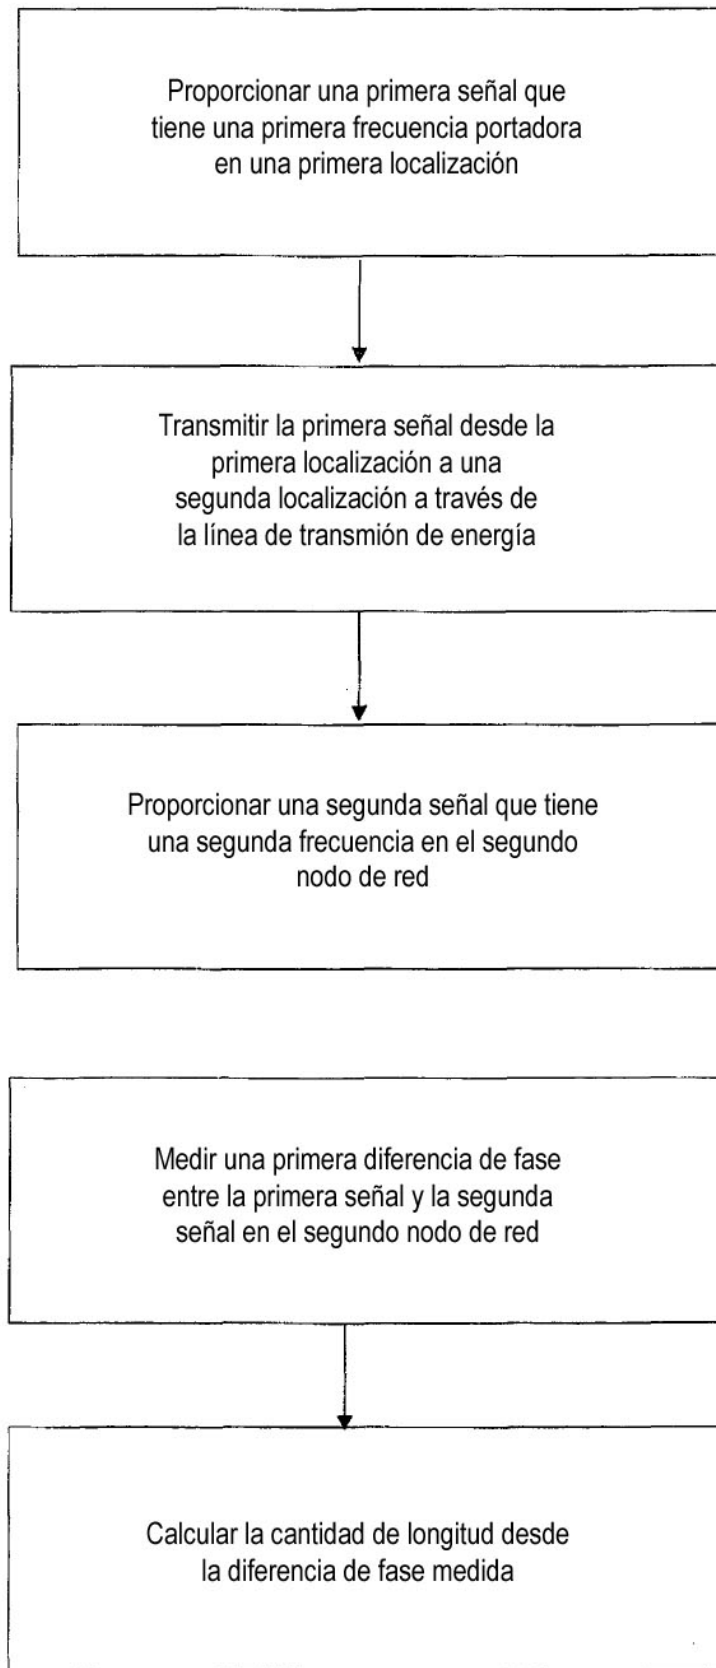 Proporcionar una primera señal que
tiene una primera frecuencia portadora
en una primera localización
Transmitir la primera señal desde la
primera localización a una
segunda localización a través de
la línea de transmión de energía
Proporcionar una segunda señal que tiene
una segunda frecuencia en el segundo
nodo de red
Medir una primera diferencia de fase
entre la primera señal y la segunda
señal en el segundo nodo de red
Calcular la cantidad de longitud desde
la diferencia de fase medida